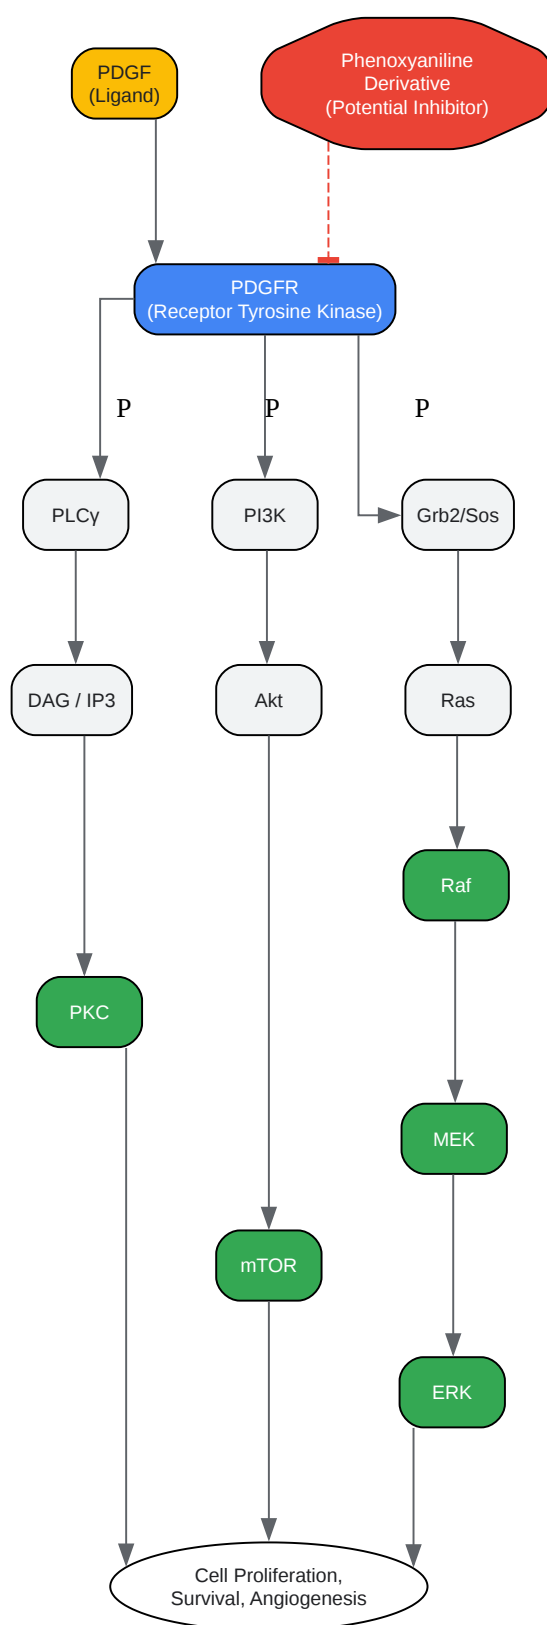 PDGF
(Ligand)
Phenoxyaniline
Derivative
(Potential Inhibitor)
PDGFR
(Receptor Tyrosine Kinase)
P
P
P
PLCγ
PI3K
Grb2/Sos
DAG / IP3
Akt
Ras
Raf
PKC
MEK
mTOR
ERK
Cell Proliferation,
Survival, Angiogenesis